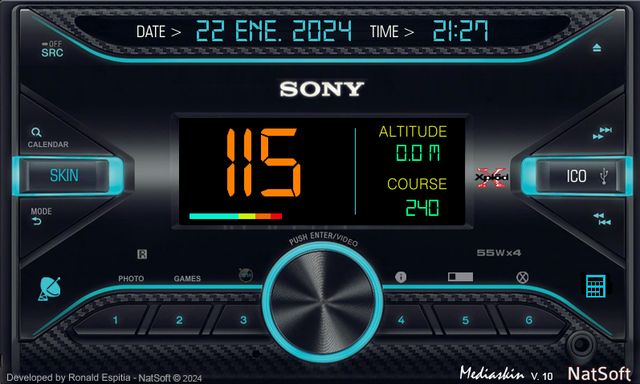 DATE > 22 ENE. 2024 TIME > 21:27
OFF
SRC
SONY
CALENDAR
SKIN
115
ALTITUDE
0.0 M
COURSE
240
Xplod
ICO
MODE
PUSH ENTER/VIDEO
R
55W×4
PHOTO GAMES
1 2 3 4 5 6
Developed by Ronald Espitia - NatSoft © 2024
Mediaskin V. 10 NatSoft